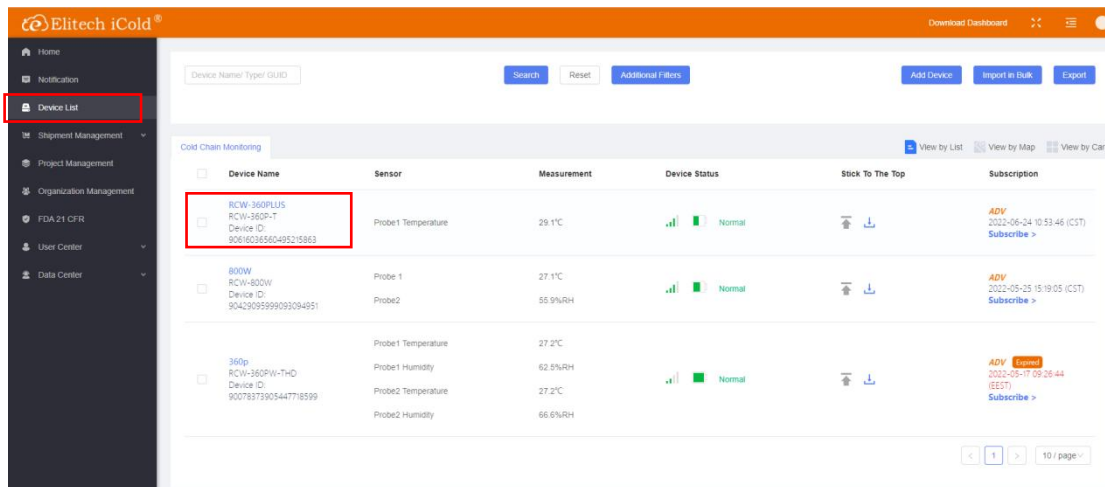 Elitech iCold®
Download Dashboard
Home
Notification
Device List
Shipment Management
Project Management
Organization Management
FDA 21 CFR
User Center
Data Center
Device Name/ Type/ GUID
Search
Reset
Additional Filters
Add Device
Import in Bulk
Export
Cold Chain Monitoring
View by List
View by Map
View by Car
Device Name Sensor Measurement Device Status Stick To The Top Subscription
RCW-360PLUS
RCW-360P-T
Device ID:
90616036560495215863
Probe1 Temperature
29.1°C
Normal
ADV
2022-06-24 10:53:46 (CST)
Subscribe >
800W
RCW-800W
Device ID:
90429095999093094951
Probe 1
27.1°C
Probe2
55.9%RH
Normal
ADV
2022-05-25 15:19:05 (CST)
Subscribe >
360p
RCW-360PW-THD
Device ID:
90078373905447718599
Probe1 Temperature
27.2°C
Probe1 Humidity
62.5%RH
Probe2 Temperature
27.2°C
Probe2 Humidity
66.6%RH
Normal
ADV Expired
2022-05-17 09:26:44
(EEST)
Subscribe >
< 1 >
10 / page